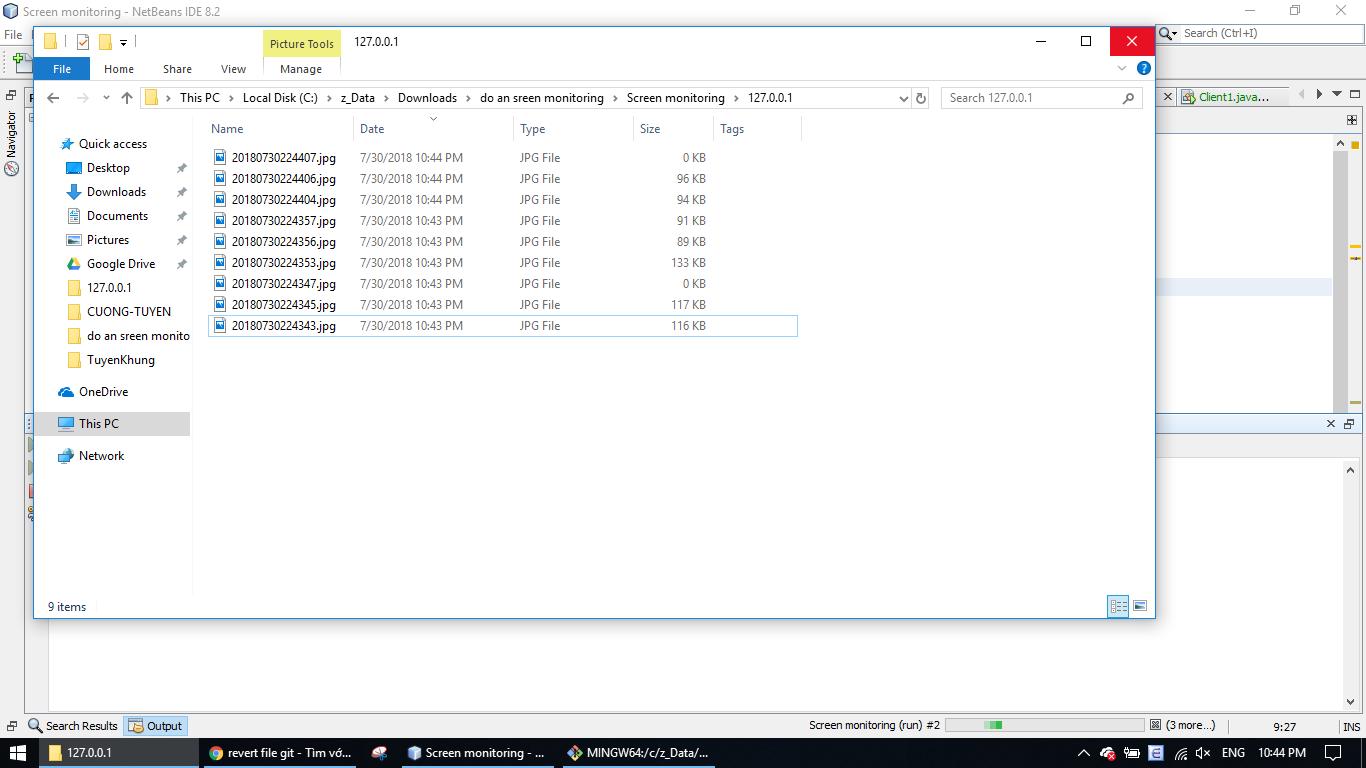 Screen monitoring - NetBeans IDE 8.2
File
Search (Ctrl+I)
Picture Tools
127.0.0.1
File
Home
Share
View
Manage
This PC > Local Disk (C:) > z_Data > Downloads > do an sreen monitoring > Screen monitoring > 127.0.0.1
Search 127.0.0.1
Client1.java...
Navigator
Name
Date
Type
Size
Tags
Quick access
Desktop
Downloads
Documents
Pictures
Google Drive
127.0.0.1
CUONG-TUYEN
do an sreen monito
TuyenKhung
OneDrive
This PC
Network
20180730224407.jpg 7/30/2018 10:44 PM JPG File 0 KB
20180730224406.jpg 7/30/2018 10:44 PM JPG File 96 KB
20180730224404.jpg 7/30/2018 10:44 PM JPG File 94 KB
20180730224357.jpg 7/30/2018 10:43 PM JPG File 91 KB
20180730224356.jpg 7/30/2018 10:43 PM JPG File 89 KB
20180730224353.jpg 7/30/2018 10:43 PM JPG File 133 KB
20180730224347.jpg 7/30/2018 10:43 PM JPG File 0 KB
20180730224345.jpg 7/30/2018 10:43 PM JPG File 117 KB
20180730224343.jpg 7/30/2018 10:43 PM JPG File 116 KB
9 items
Search Results
Output
Screen monitoring (run) #2
(3 more...)
9:27
INS
127.0.0.1
revert file git - Tìm vớ...
Screen monitoring - ...
MINGW64:/c/z_Data/...
ENG
10:44 PM